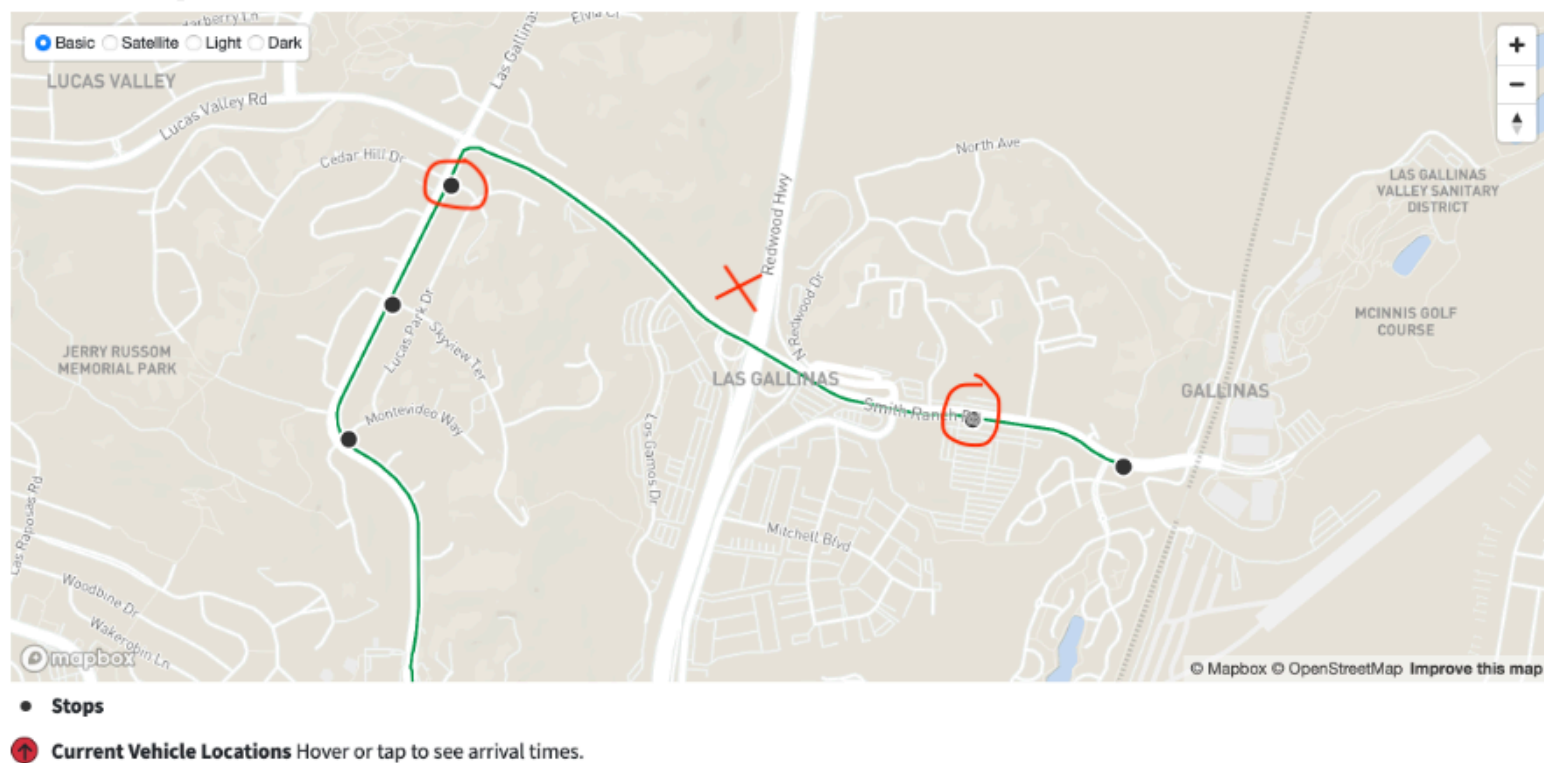 Elvia Ct
Las Gallinas
Basic Satellite Light Dark
+
−
LUCAS VALLEY
Lucas Valley Rd
Cedar Hill Dr
North Ave
LAS GALLINAS
VALLEY SANITARY
DISTRICT
Redwood Hwy
N Redwood Dr
MCINNIS GOLF
COURSE
Lucas Park Dr
Skyview Ter
JERRY RUSSOM
MEMORIAL PARK
LAS GALLINAS
GALLINAS
Smith Ranch Rd
Montevideo Way
Los Gamos Dr
Las Raposas Rd
Mitchell Blvd
Woodbine Dr
Wakerobin Ln
mapbox
© Mapbox © OpenStreetMap Improve this map
Stops
Current Vehicle Locations Hover or tap to see arrival times.